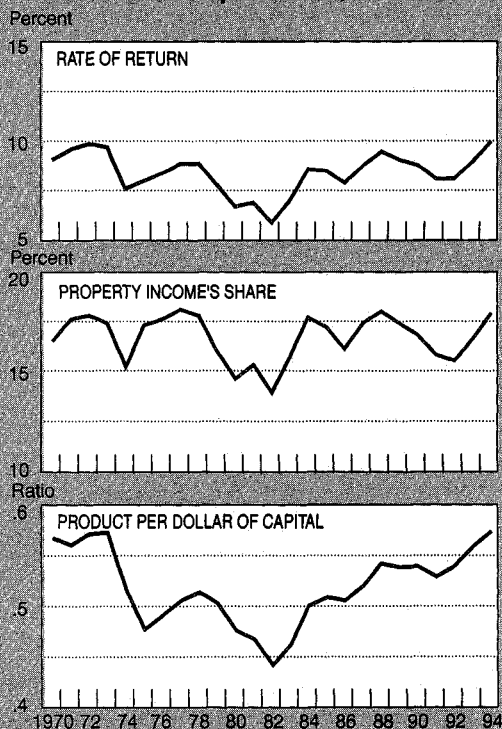 Percent
15
RATE OF RETURN
10
5
Percent
20
PROPERTY INCOME'S SHARE
15
10
Ratio
.6
PRODUCT PER DOLLAR OF CAPITAL
.5
.4
1970 72 74 76 78 80 82 84 86 88 90 92 94